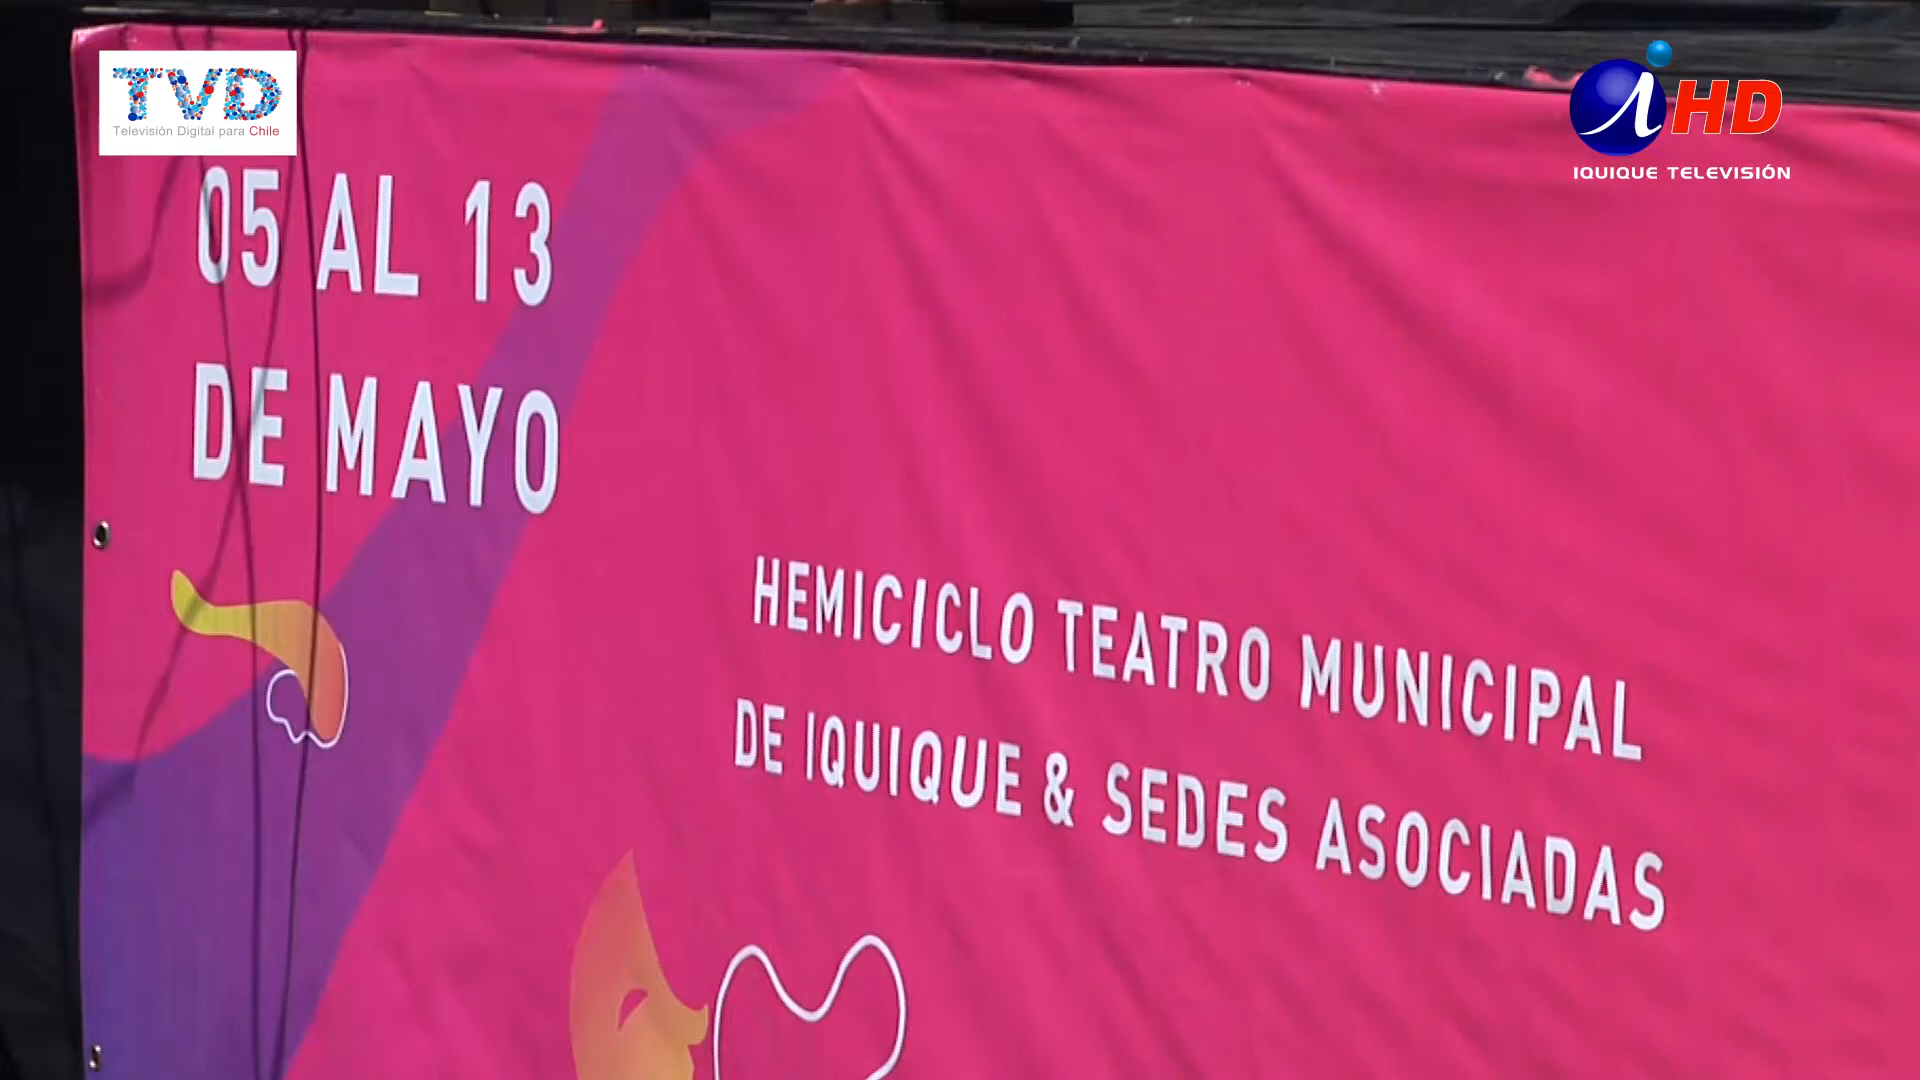 TVD
Televisión Digital para Chile
HD
IQUIQUE TELEVISIÓN
05 AL 13
DE MAYO
HEMICICLO TEATRO MUNICIPAL
DE IQUIQUE & SEDES ASOCIADAS